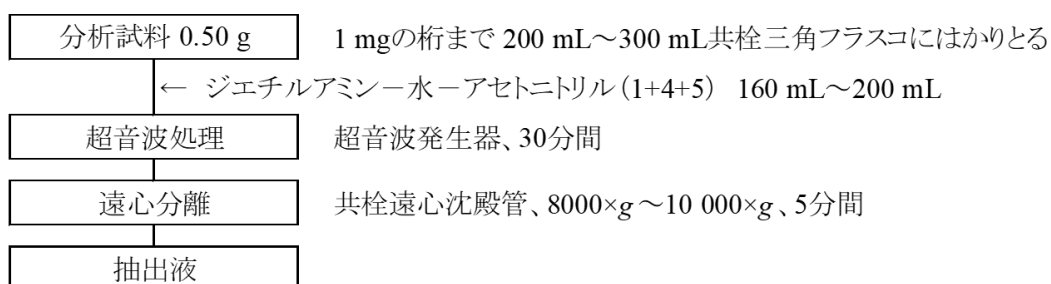 分析試料 0.50 g 1 mgの桁まで 200 mL～300 mL共栓三角フラスコにはかりとる
← ジエチルアミン－水－アセトニトリル(1+4+5) 160 mL～200 mL
超音波処理 超音波発生器、30分間
遠心分離 共栓遠心沈殿管、8000×g～10 000×g、5分間
抽出液